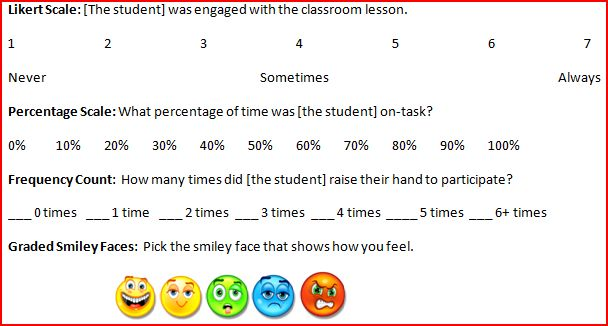 Likert Scale: [The student] was engaged with the classroom lesson.
1 2 3 4 5 6 7
Never Sometimes Always
Percentage Scale: What percentage of time was [the student] on-task?
0% 10% 20% 30% 40% 50% 60% 70% 80% 90% 100%
Frequency Count: How many times did [the student] raise their hand to participate?
___ 0 times ___ 1 time ___ 2 times ___ 3 times ___ 4 times ____ 5 times ___ 6+ times
Graded Smiley Faces: Pick the smiley face that shows how you feel.